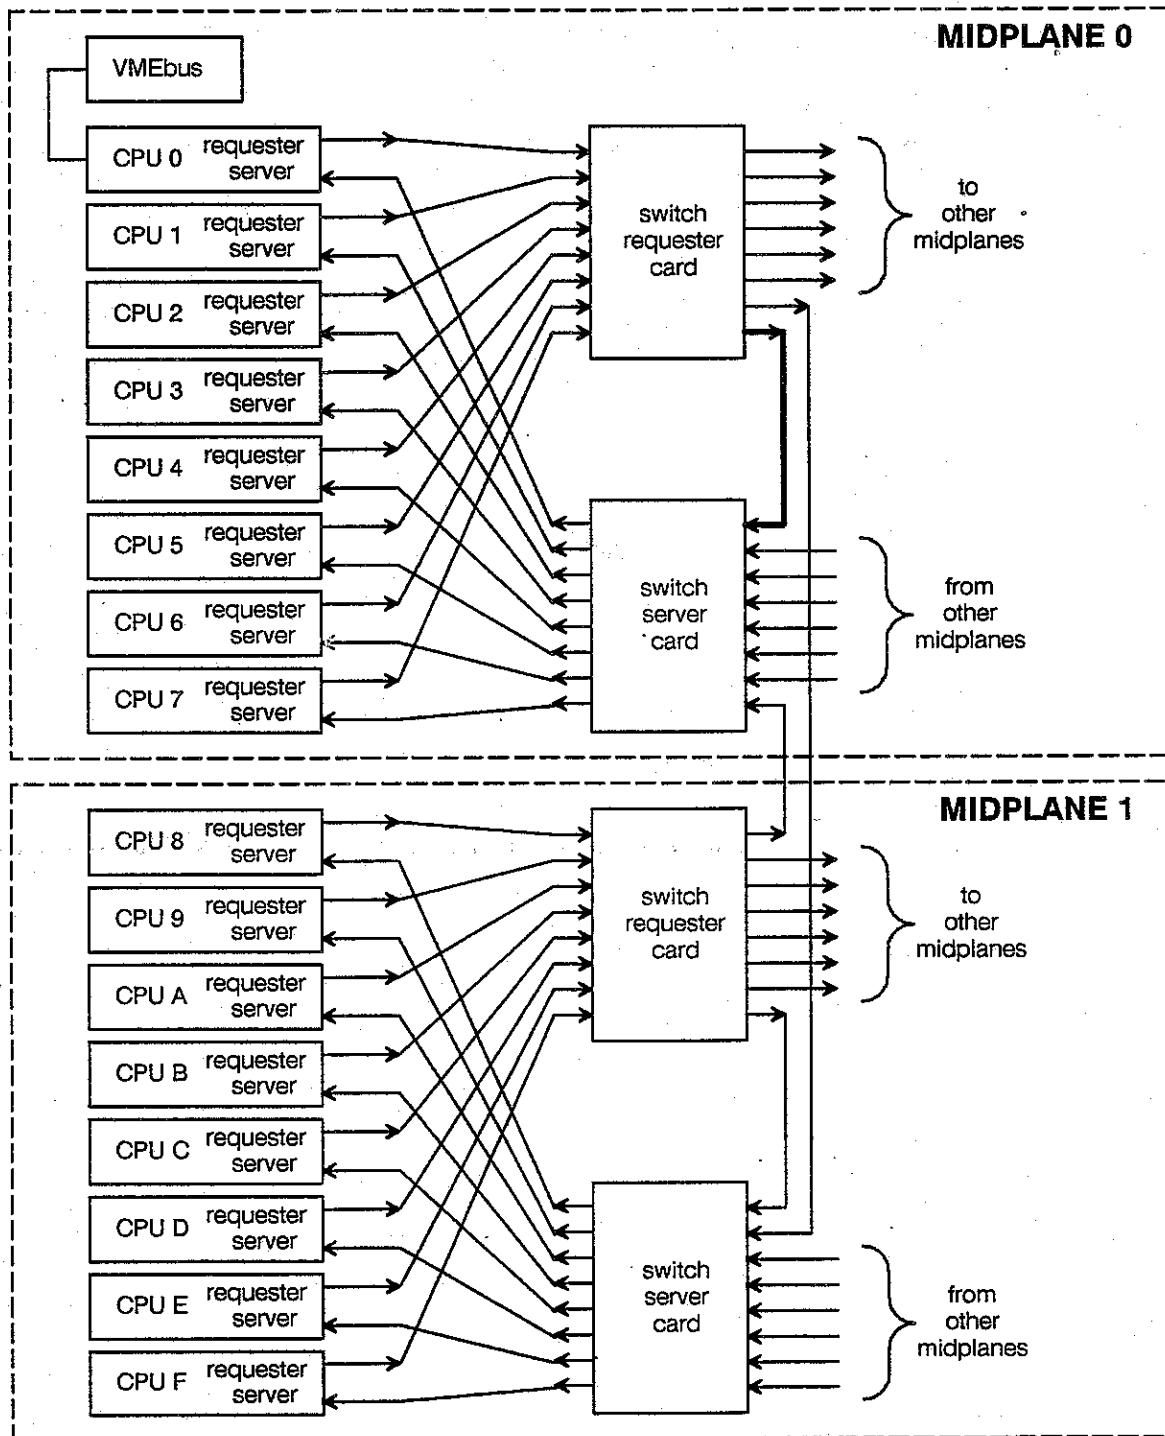 MIDPLANE 0
VMEbus
CPU 0 requester
server
CPU 1 requester
server
CPU 2 requester
server
CPU 3 requester
server
CPU 4 requester
server
CPU 5 requester
server
CPU 6 requester
server
CPU 7 requester
server
switch
requester
card
to
other
midplanes
switch
server
card
from
other
midplanes
MIDPLANE 1
CPU 8 requester
server
CPU 9 requester
server
CPU A requester
server
CPU B requester
server
CPU C requester
server
CPU D requester
server
CPU E requester
server
CPU F requester
server
switch
requester
card
to
other
midplanes
switch
server
card
from
other
midplanes